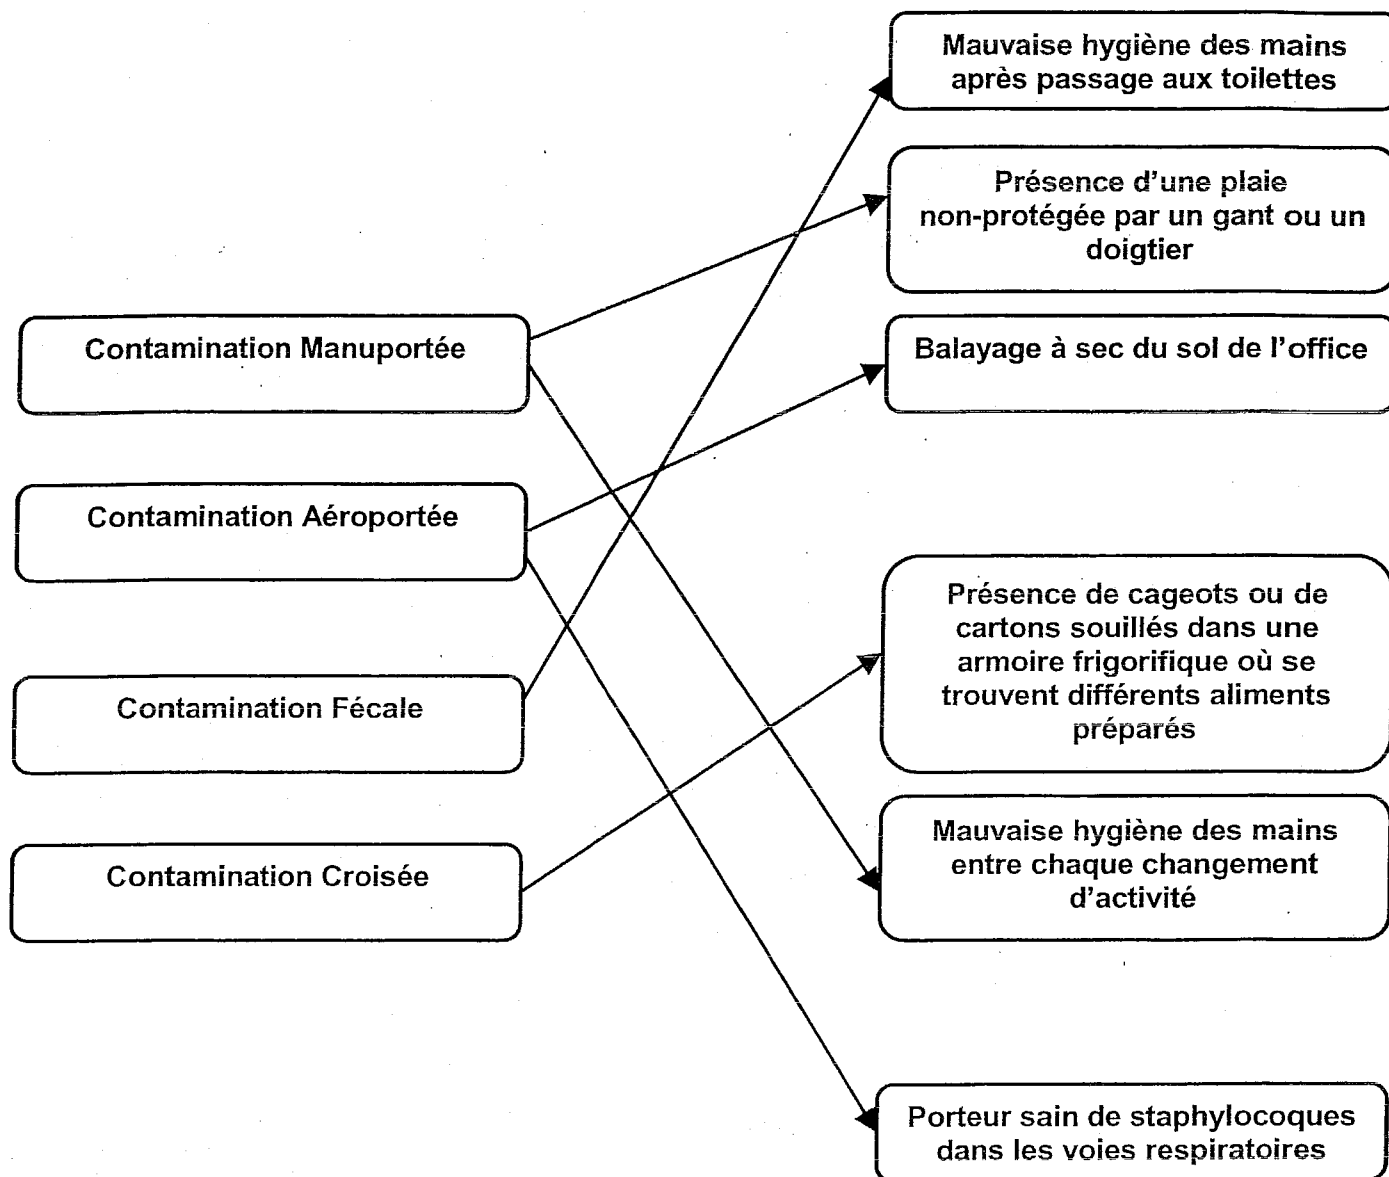 Mauvaise hygiène des mains
après passage aux toilettes
Présence d'une plaie
non-protégée par un gant ou un
doigtier
Contamination Manuportée
Balayage à sec du sol de l'office
Contamination Aéroportée
Présence de cageots ou de
cartons souillés dans une
armoire frigorifique où se
trouvent différents aliments
préparés
Contamination Fécale
Mauvaise hygiène des mains
entre chaque changement
d'activité
Contamination Croisée
Porteur sain de staphylocoques
dans les voies respiratoires